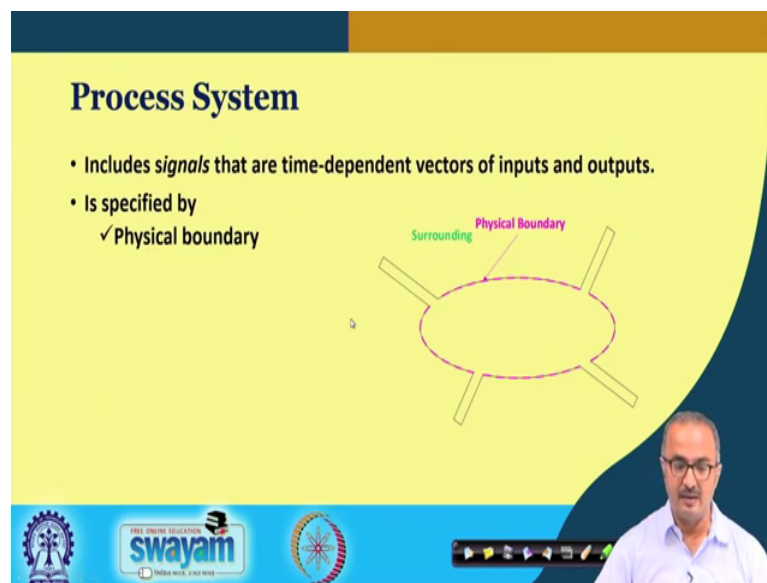 Process System
• Includes signals that are time-dependent vectors of inputs and outputs.
• Is specified by
✓Physical boundary
Physical Boundary
Surrounding
FREE ONLINE EDUCATION
swayam